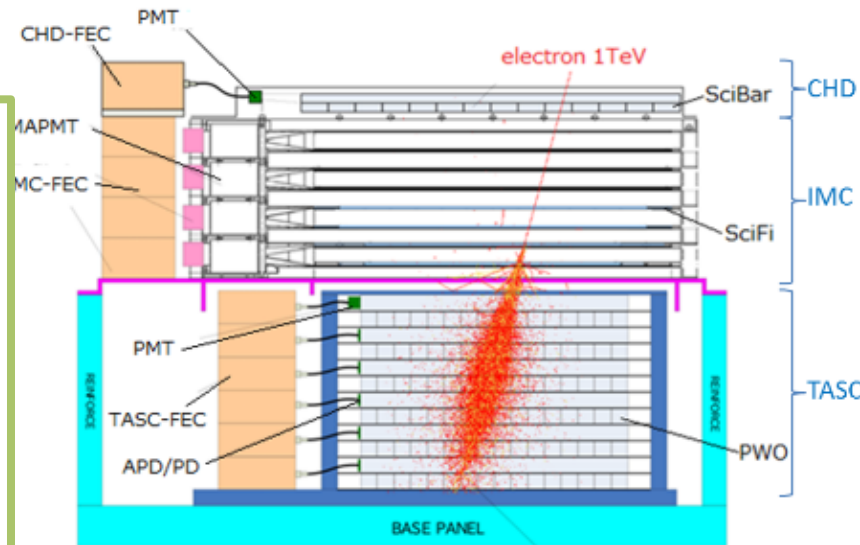 CHD-FEC
PMT
electron 1TeV
SciBar
CHD
MAPMT
MC-FEC
IMC
SciFi
PMT
TASC-FEC
APD/PD
TASC
PWO
REINFORCE
REINFORCE
BASE PANEL